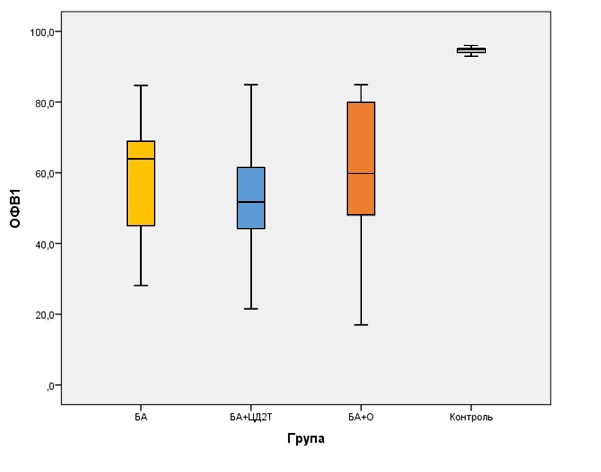 100,0
80,0
60,0
40,0
20,0
,0
ОФВ1
БА
БА+ЦД2Т
БА+О
Контроль
Група